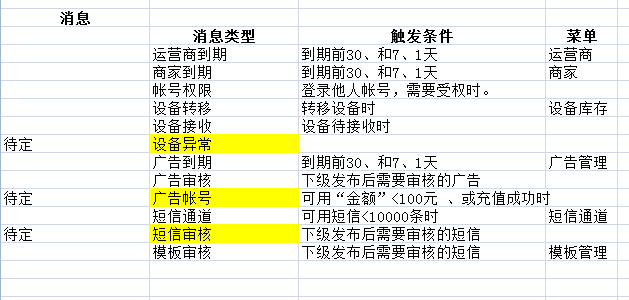 消息
消息类型 触发条件 菜单
运营商到期 到期前30、和7、1天 运营商
商家到期 到期前30、和7、1天 商家
帐号权限 登录他人帐号，需要受权时。
设备转移 转移设备时 设备库存
设备接收 设备待接收时
待定 设备异常
广告到期 到期前30、和7、1天 广告管理
广告审核 下级发布后需要审核的广告
待定 广告帐号 可用“金额”<100元 、或充值成功时
短信通道 可用短信<10000条时 短信通道
待定 短信审核 下级发布后需要审核的短信
模板审核 下级发布后需要审核的短信 模板管理